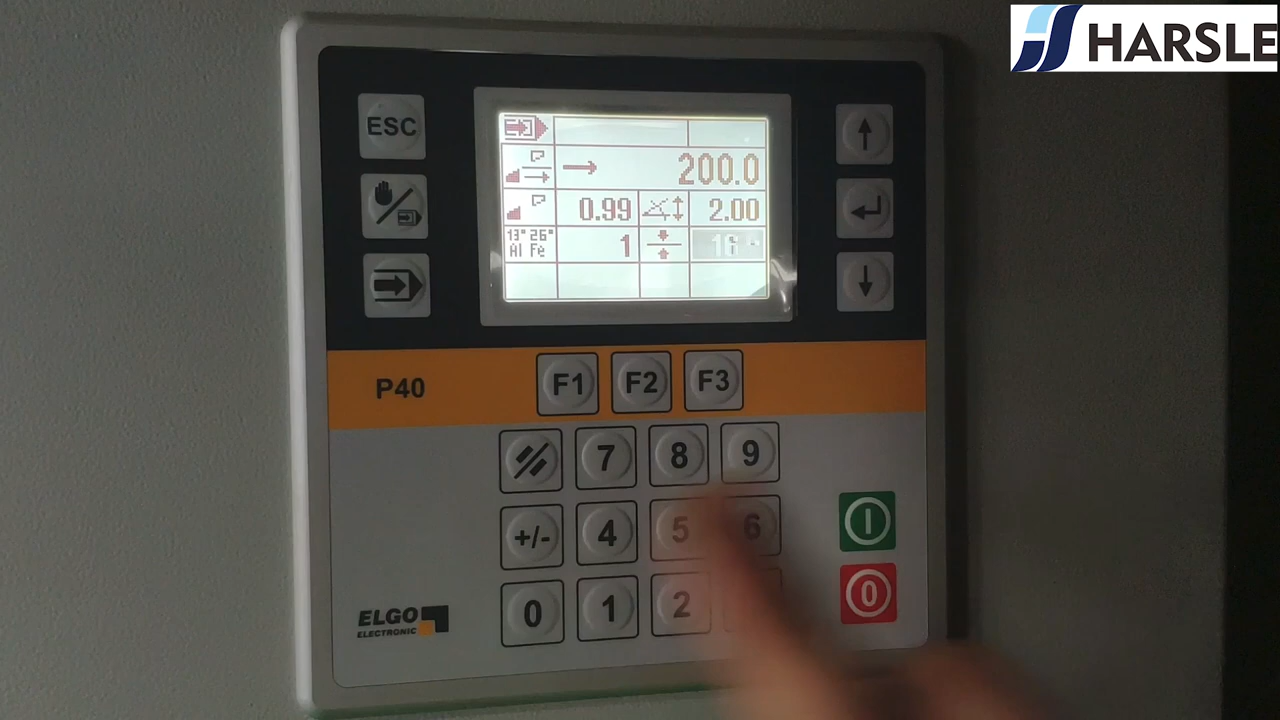 HARSLE
ESC
200.0
0.99 2.00
13° 26° 1
Al Fe
P40
F1 F2 F3
7 8 9
+/- 4 5 6
0 1 2
ELGO
ELECTRONIC